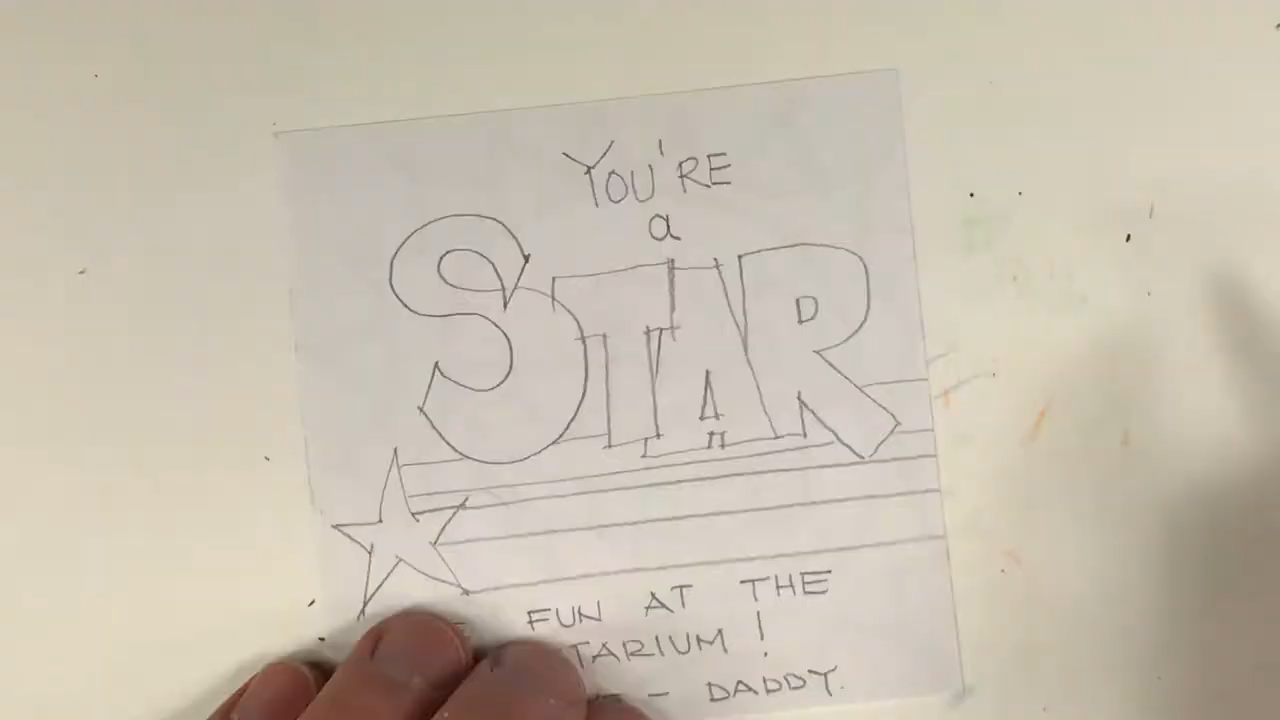 YOU'RE
a
STAR
FUN AT THE
TARIUM!
- DADDY.